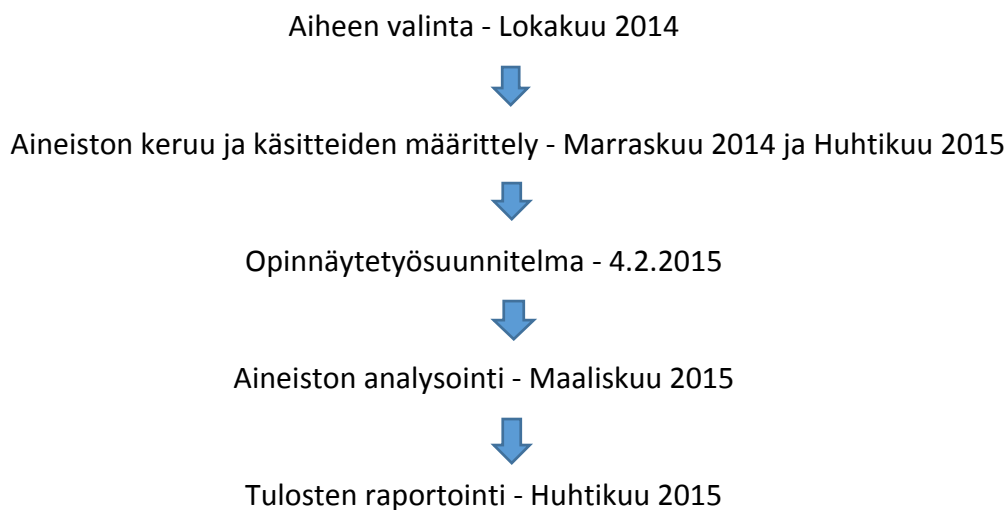 Aiheen valinta - Lokakuu 2014
Aineiston keruu ja käsitteiden määrittely - Marraskuu 2014 ja Huhtikuu 2015
Opinnäytetyösuunnitelma - 4.2.2015
Aineiston analysointi - Maaliskuu 2015
Tulosten raportointi - Huhtikuu 2015